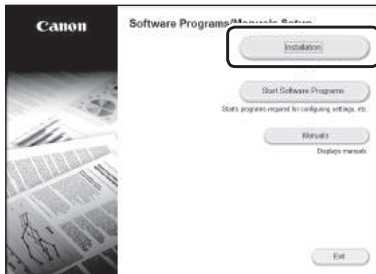 Canon
Software Programs/Manuals Setup
Installation
Start Software Programs
Starts programs required for configuring settings, etc.
Manuals
Displays manuals.
Exit